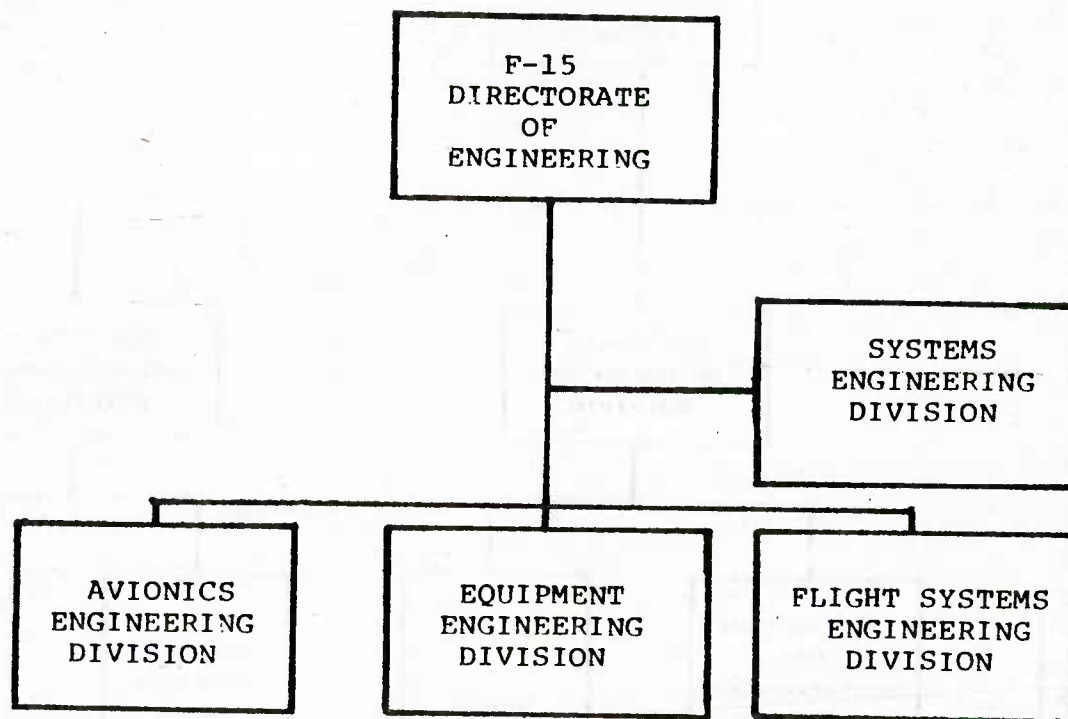 F-15
DIRECTORATE
OF
ENGINEERING
SYSTEMS
ENGINEERING
DIVISION
AVIONICS
ENGINEERING
DIVISION
EQUIPMENT
ENGINEERING
DIVISION
FLIGHT SYSTEMS
ENGINEERING
DIVISION